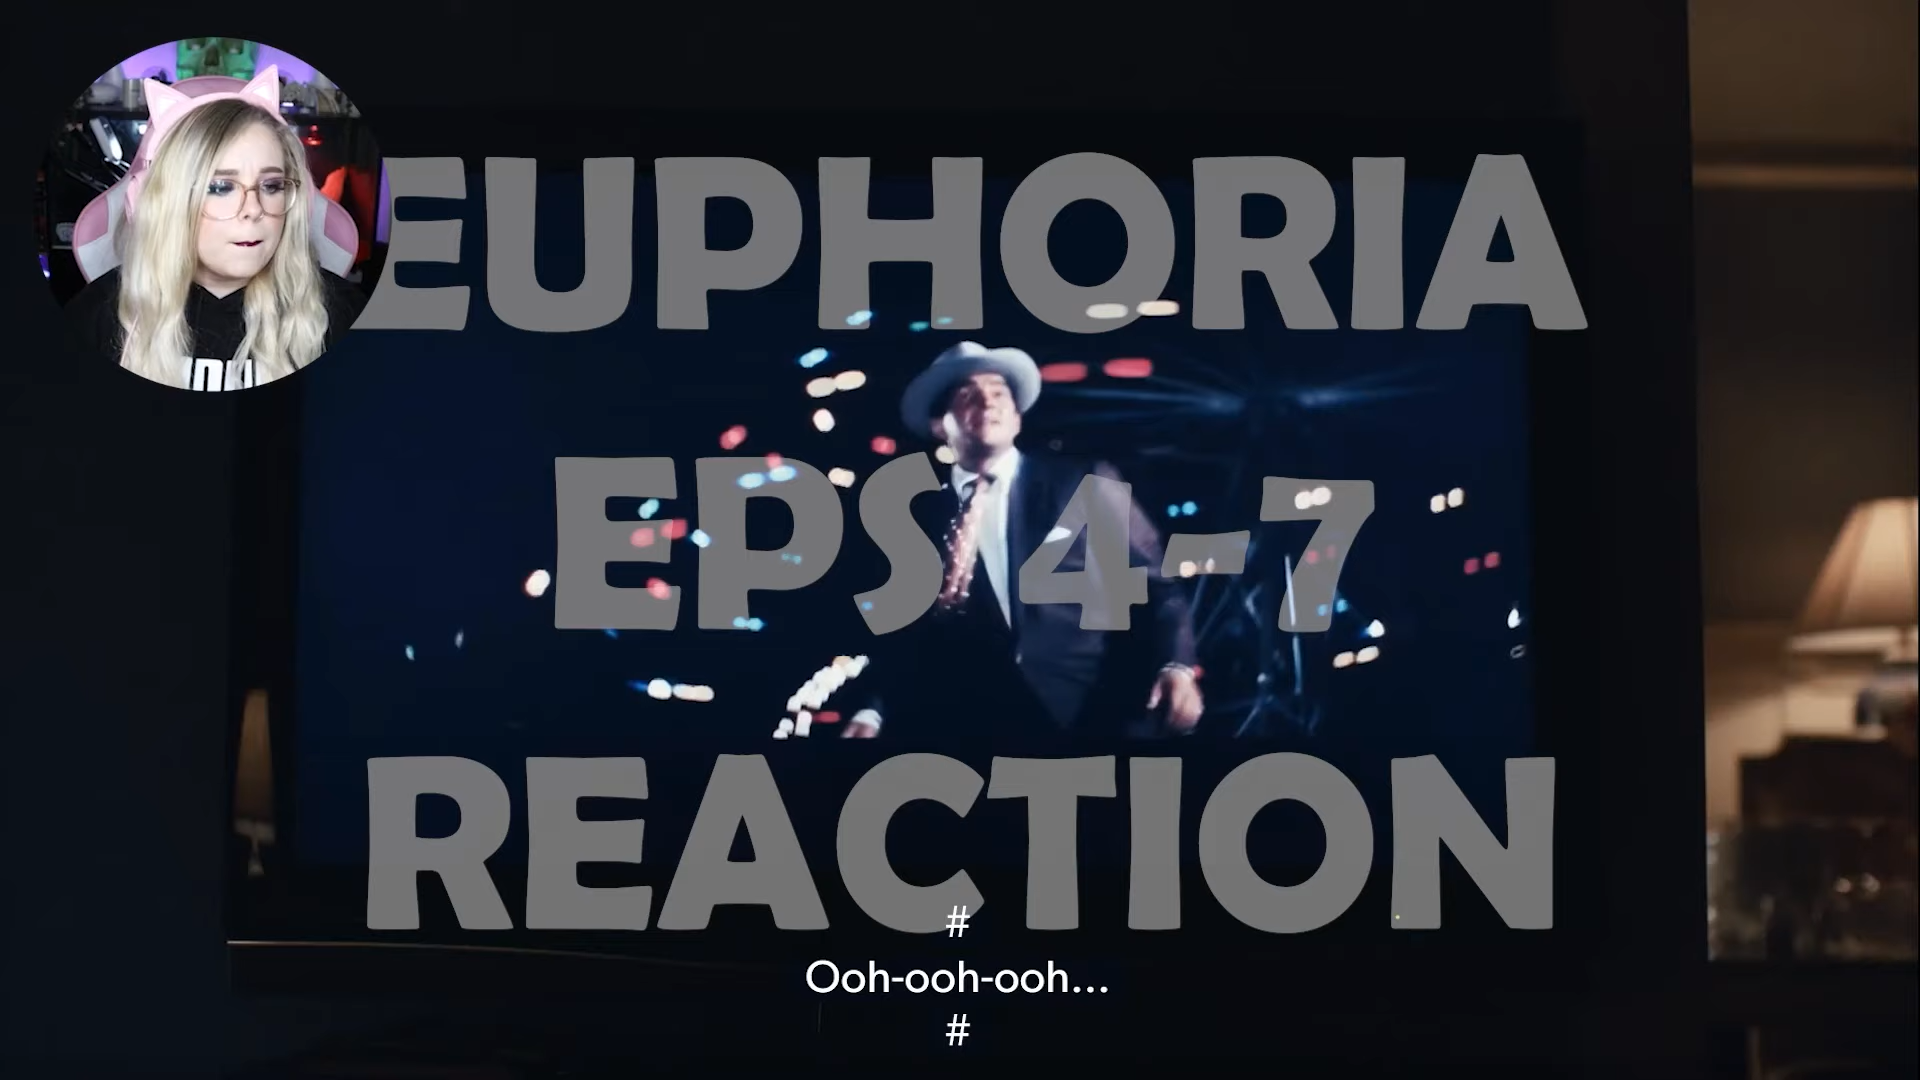 EUPHORIA
EPS 4-7
REACTION
#
Ooh-ooh-ooh...
#